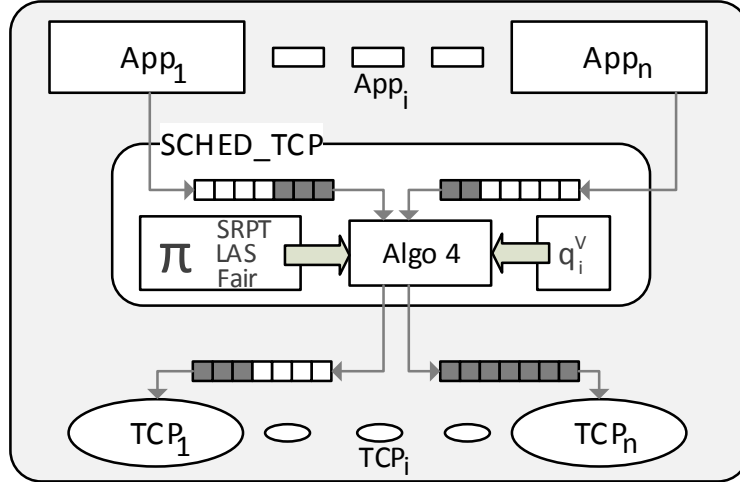 App₁
Appₙ
Appᵢ
SCHED_TCP
π
SRPT
LAS
Fair
Algo 4
qᵢⱽ
TCP₁
TCPₙ
TCPᵢ